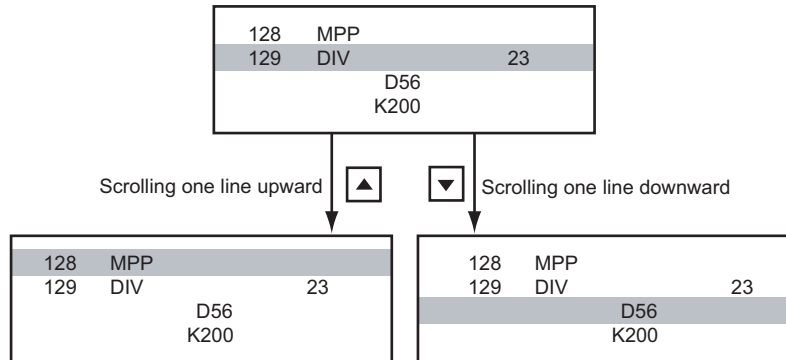 128 MPP
129 DIV 23
D56
K200
Scrolling one line upward ▲ ▼ Scrolling one line downward
128 MPP
129 DIV 23
D56
K200
128 MPP
129 DIV 23
D56
K200